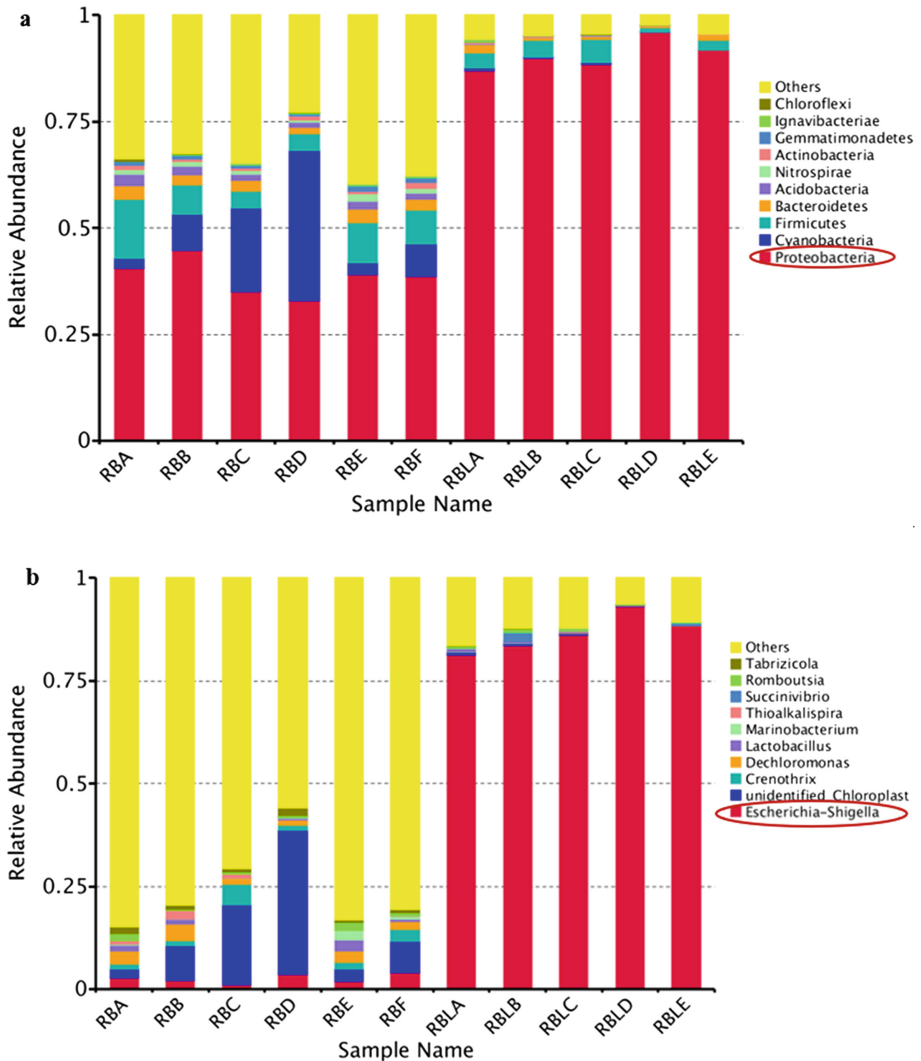 a
1
0.75
0.5
0.25
0
Relative Abundance
RBA RBB RBC RBD RBE RBF RBLA RBLB RBLC RBLD RBLE
Sample Name
Others
Chloroflexi
Ignavibacteriae
Gemmatimonadetes
Actinobacteria
Nitrospirae
Acidobacteria
Bacteroidetes
Firmicutes
Cyanobacteria
Proteobacteria
b
1
0.75
0.5
0.25
0
Relative Abundance
RBA RBB RBC RBD RBE RBF RBLA RBLB RBLC RBLD RBLE
Sample Name
Others
Tabrizicola
Romboutsia
Succinivibrio
Thioalkalispira
Marinobacterium
Lactobacillus
Dechloromonas
Crenothrix
unidentified_Chloroplast
Escherichia-Shigella